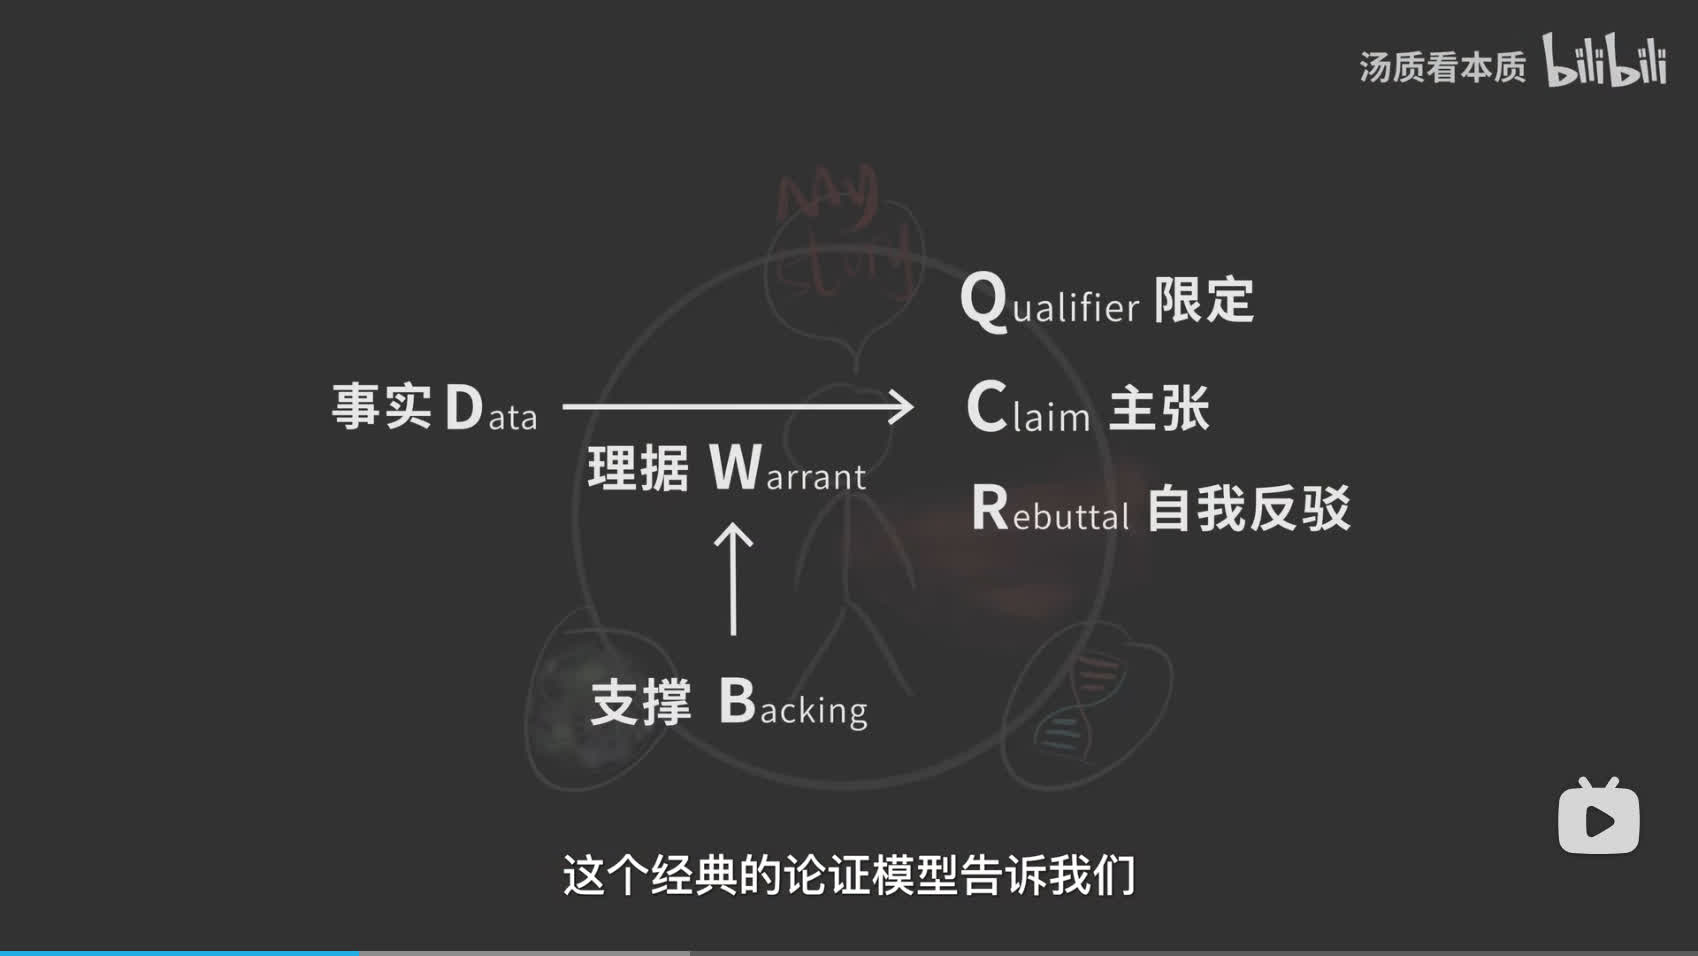 汤质看本质 bilibili
My
story
Qualifier 限定
事实 Data
Claim 主张
理据 Warrant
Rebuttal 自我反驳
支撑 Backing
这个经典的论证模型告诉我们